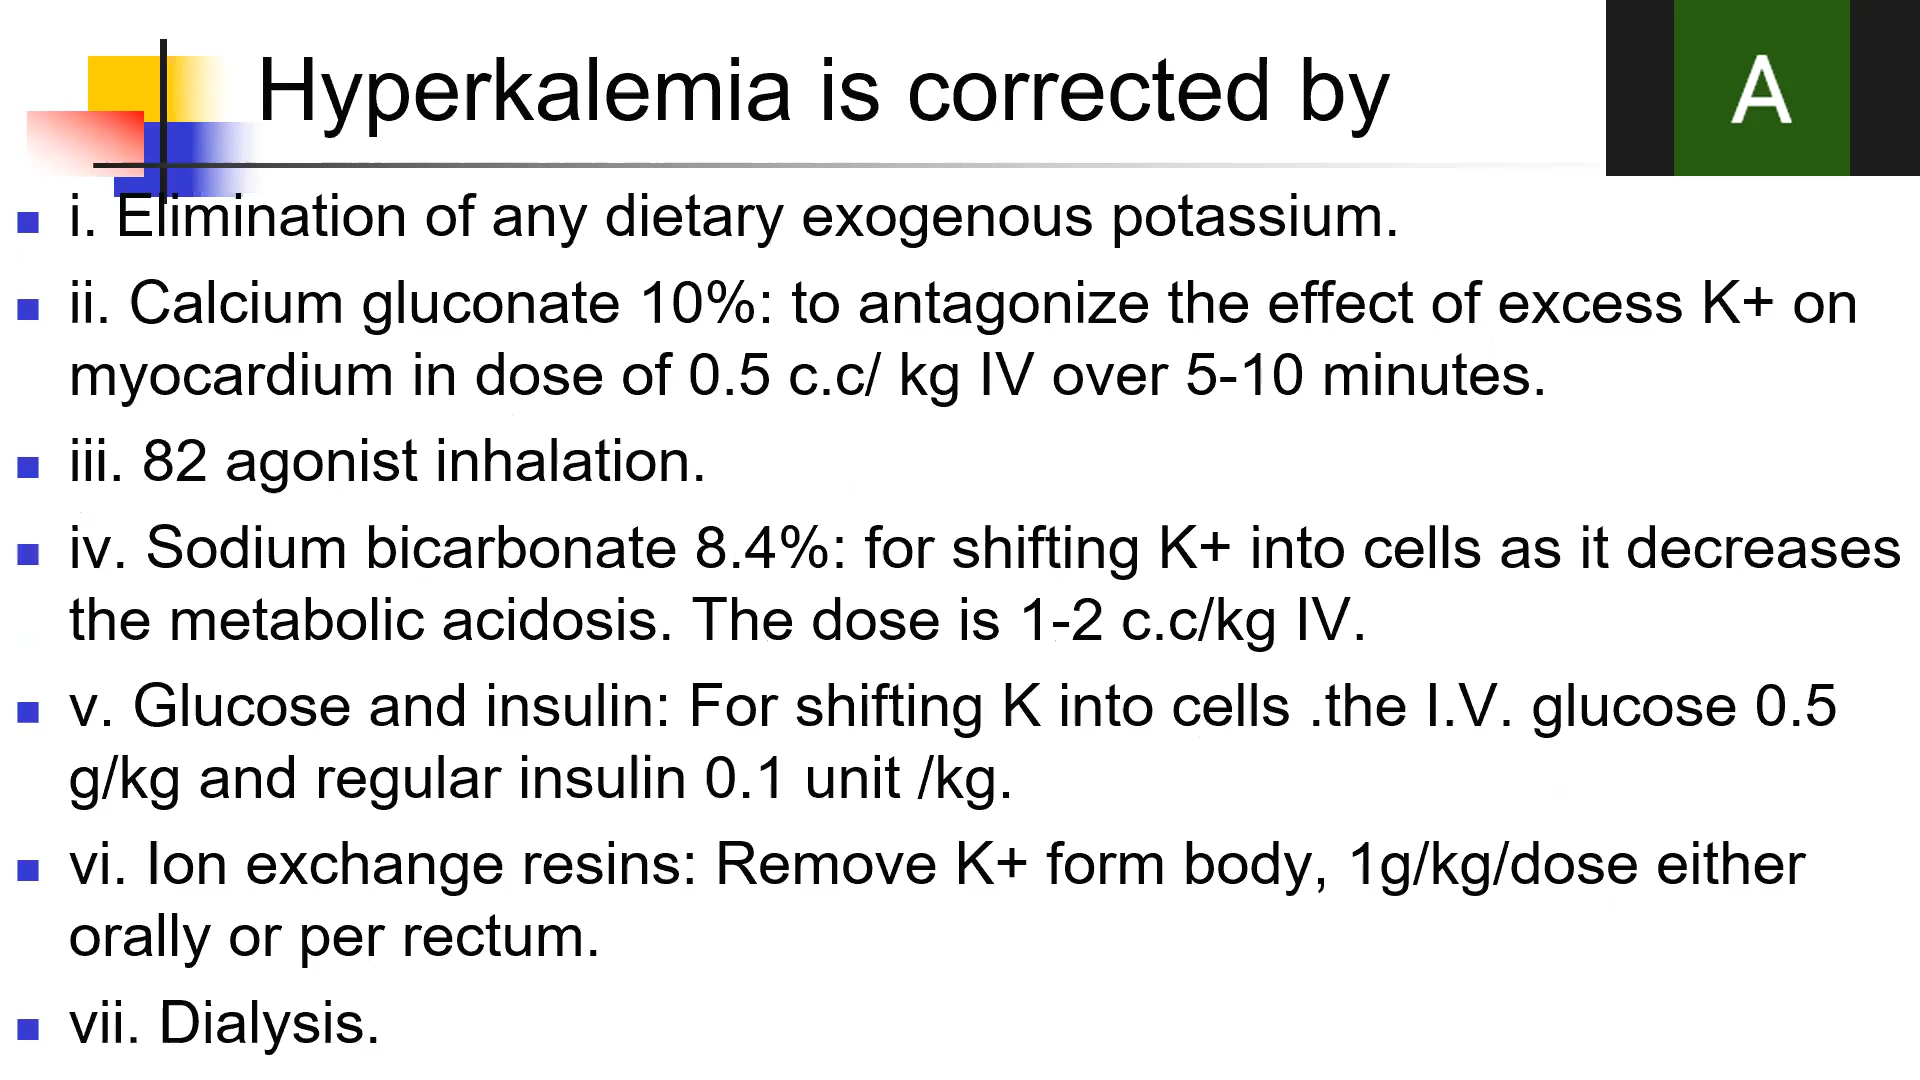 Hyperkalemia is corrected by
A
i. Elimination of any dietary exogenous potassium.
ii. Calcium gluconate 10%: to antagonize the effect of excess K+ on
myocardium in dose of 0.5 c.c/ kg IV over 5-10 minutes.
iii. 82 agonist inhalation.
iv. Sodium bicarbonate 8.4%: for shifting K+ into cells as it decreases
the metabolic acidosis. The dose is 1-2 c.c/kg IV.
v. Glucose and insulin: For shifting K into cells .the I.V. glucose 0.5
g/kg and regular insulin 0.1 unit /kg.
vi. Ion exchange resins: Remove K+ form body, 1g/kg/dose either
orally or per rectum.
vii. Dialysis.